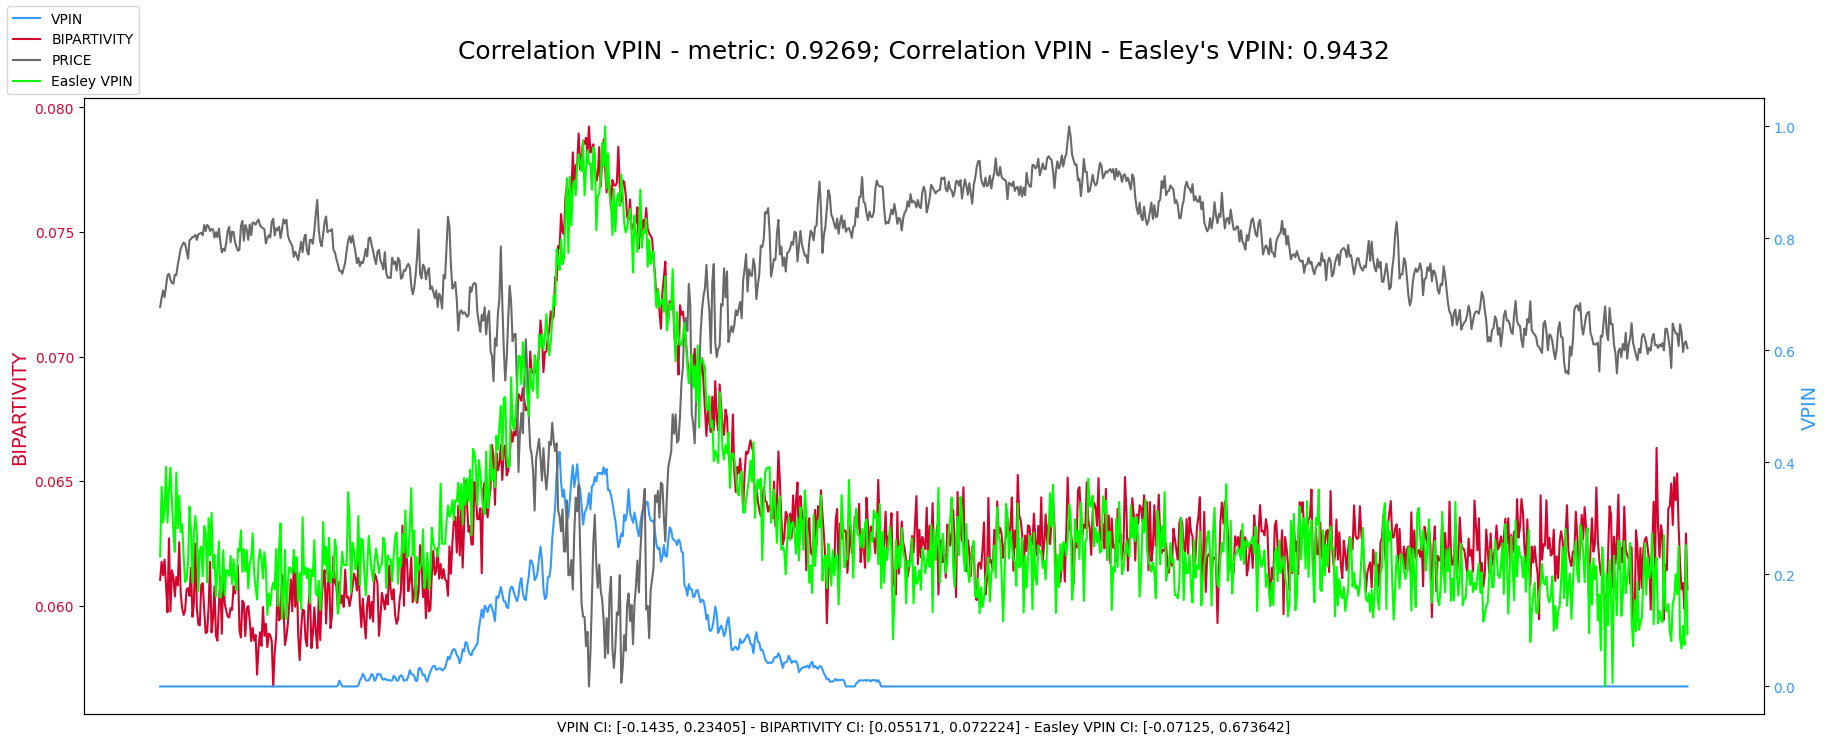 VPIN
BIPARTIVITY
PRICE
Easley VPIN
Correlation VPIN - metric: 0.9269; Correlation VPIN - Easley's VPIN: 0.9432
0.080
0.075
0.070
0.065
0.060
BIPARTIVITY
1.0
0.8
0.6
0.4
0.2
0.0
VPIN
VPIN CI: [-0.1435, 0.23405] - BIPARTIVITY CI: [0.055171, 0.072224] - Easley VPIN CI: [-0.07125, 0.673642]